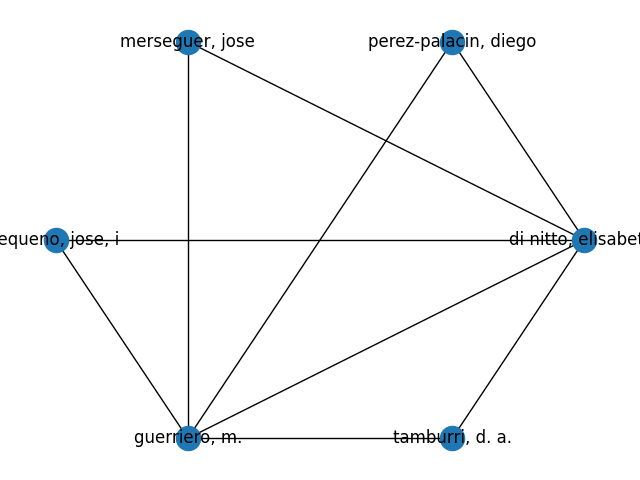 merseguer, jose
perez-palacin, diego
equeno, jose, i
di nitto, elisabet
guerriero, m.
tamburri, d. a.